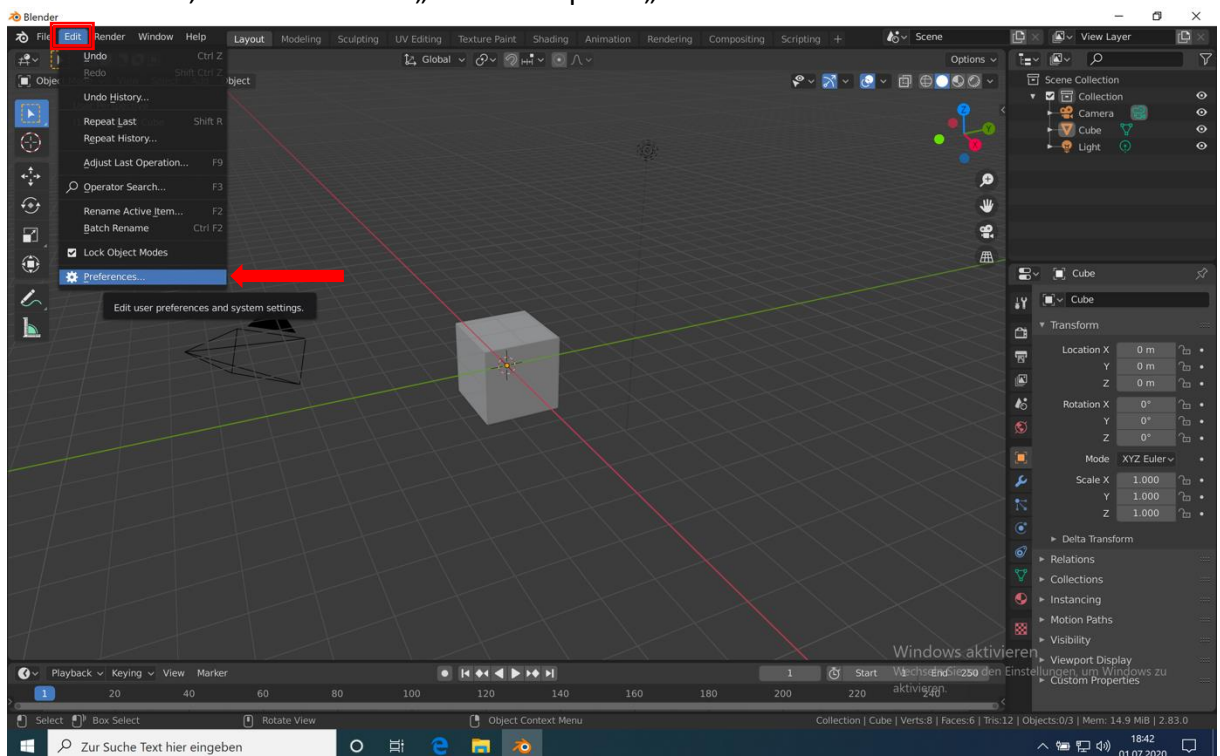 Blender
File Edit Render Window Help Layout Modeling Sculpting UV Editing Texture Paint Shading Animation Rendering Compositing Scripting + Scene View Layer
Global Options
Object
Undo Ctrl Z
Redo Shift Ctrl Z
Undo History...
Repeat Last Shift R
Repeat History...
Adjust Last Operation... F9
Operator Search... F3
Rename Active Item... F2
Batch Rename Ctrl F2
Lock Object Modes
Preferences...
Edit user preferences and system settings.
Y
X
Z
Scene Collection
Collection
Camera
Cube
Light
Cube
Cube
Transform
Location X 0 m
Y 0 m
Z 0 m
Rotation X 0°
Y 0°
Z 0°
Mode XYZ Euler
Scale X 1.000
Y 1.000
Z 1.000
Delta Transform
Relations
Collections
Instancing
Motion Paths
Visibility
Viewport Display
Custom Properties
Windows aktivieren
Wechseln Sie zu den Einstellungen, um Windows zu
aktivieren.
Playback Keying View Marker 1 Start 1 End 250
1 20 40 60 80 100 120 140 160 180 200 220 240
Select Box Select Rotate View Object Context Menu Collection | Cube | Verts:8 | Faces:6 | Tris:12 | Objects:0/3 | Mem: 14.9 MiB | 2.83.0
Zur Suche Text hier eingeben
18:42
01.07.2020